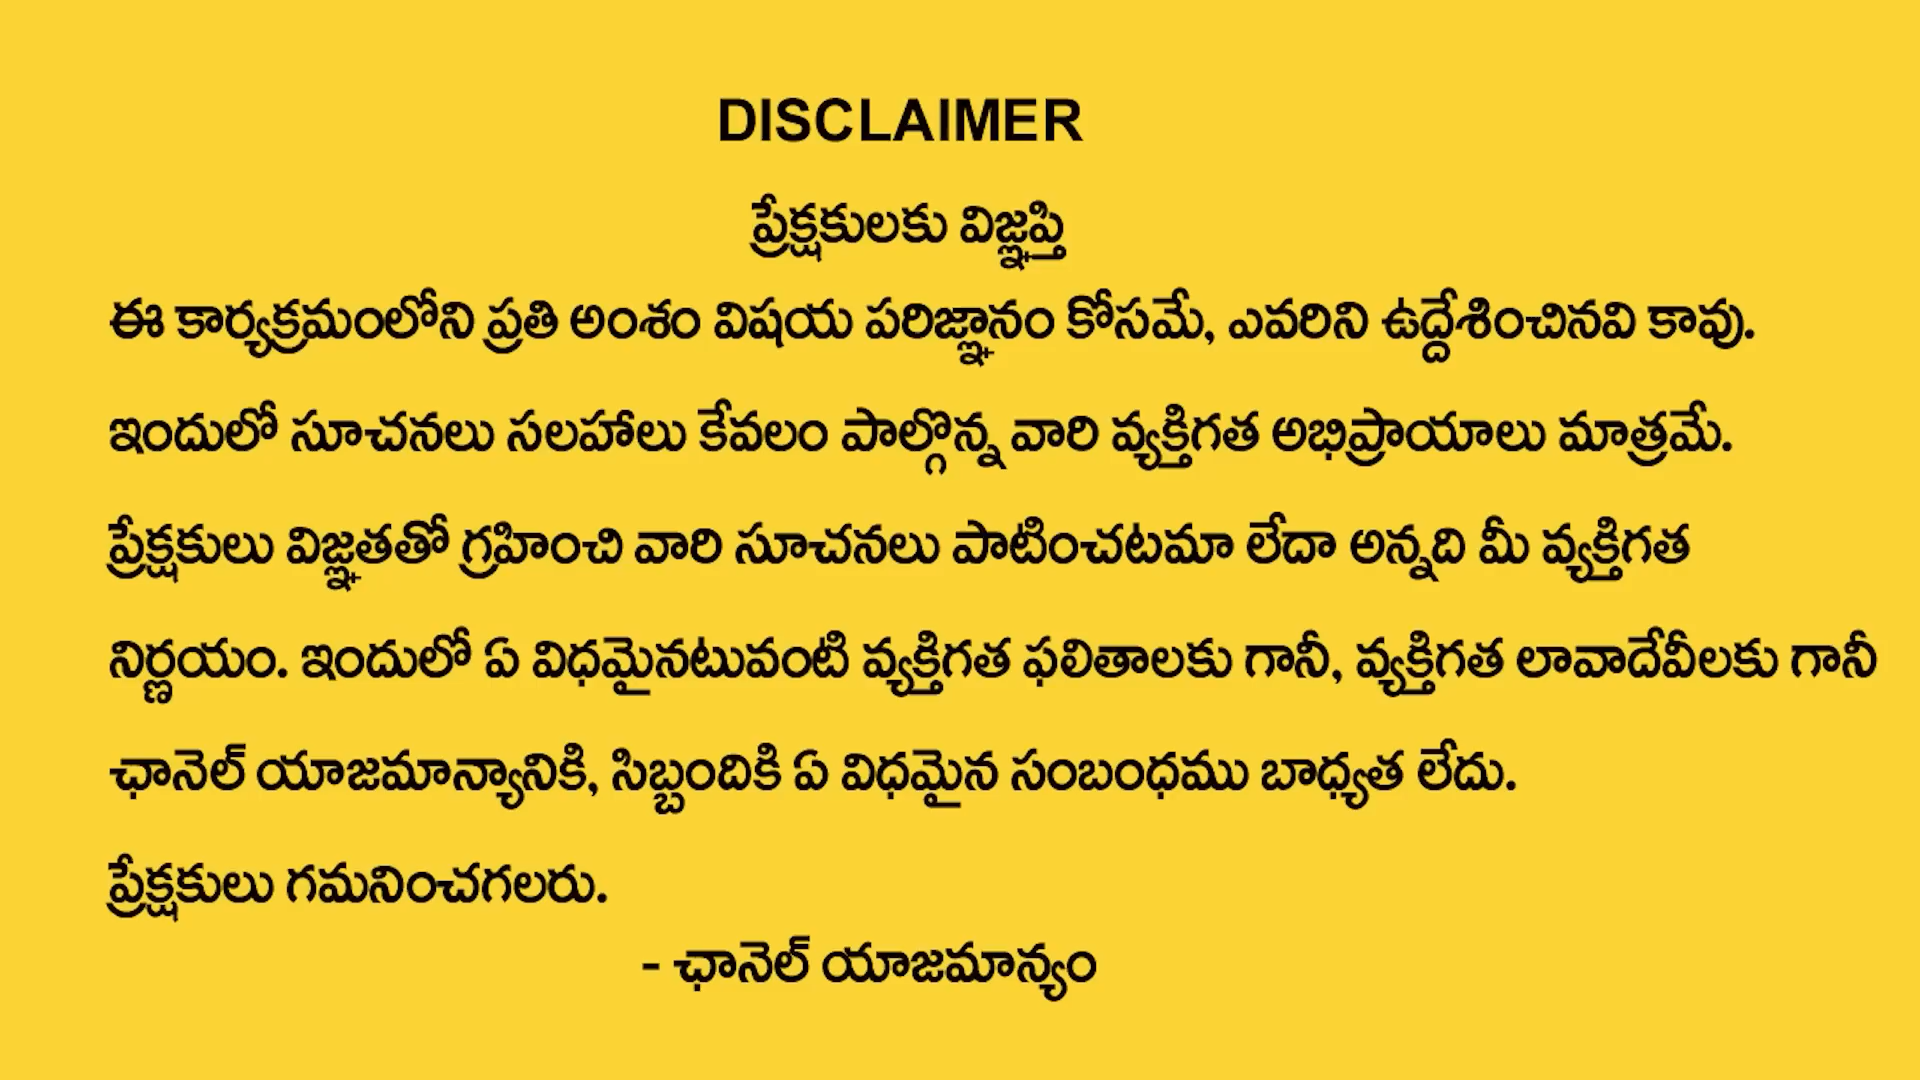 DISCLAIMER
ప్రేక్షకులకు విజ్ఞప్తి
ఈ కార్యక్రమంలోని ప్రతి అంశం విషయ పరిజ్ఞానం కోసమే, ఎవరిని ఉద్దేశించినవి కావు.
ఇందులో సూచనలు సలహాలు కేవలం పాల్గొన్న వారి వ్యక్తిగత అభిప్రాయాలు మాత్రమే.
ప్రేక్షకులు విజ్ఞతతో గ్రహించి వారి సూచనలు పాటించటమా లేదా అన్నది మీ వ్యక్తిగత
నిర్ణయం. ఇందులో ఏ విధమైనటువంటి వ్యక్తిగత ఫలితాలకు గానీ, వ్యక్తిగత లావాదేవీలకు గానీ
ఛానెల్ యాజమాన్యానికి, సిబ్బందికి ఏ విధమైన సంబంధము బాధ్యత లేదు.
ప్రేక్షకులు గమనించగలరు.
- ఛానెల్ యాజమాన్యం